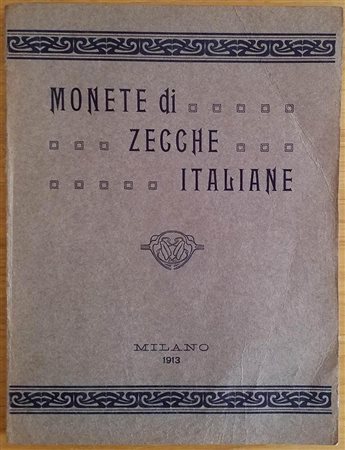 MONETE di
ZECCHE
ITALIANE
MILANO
1913